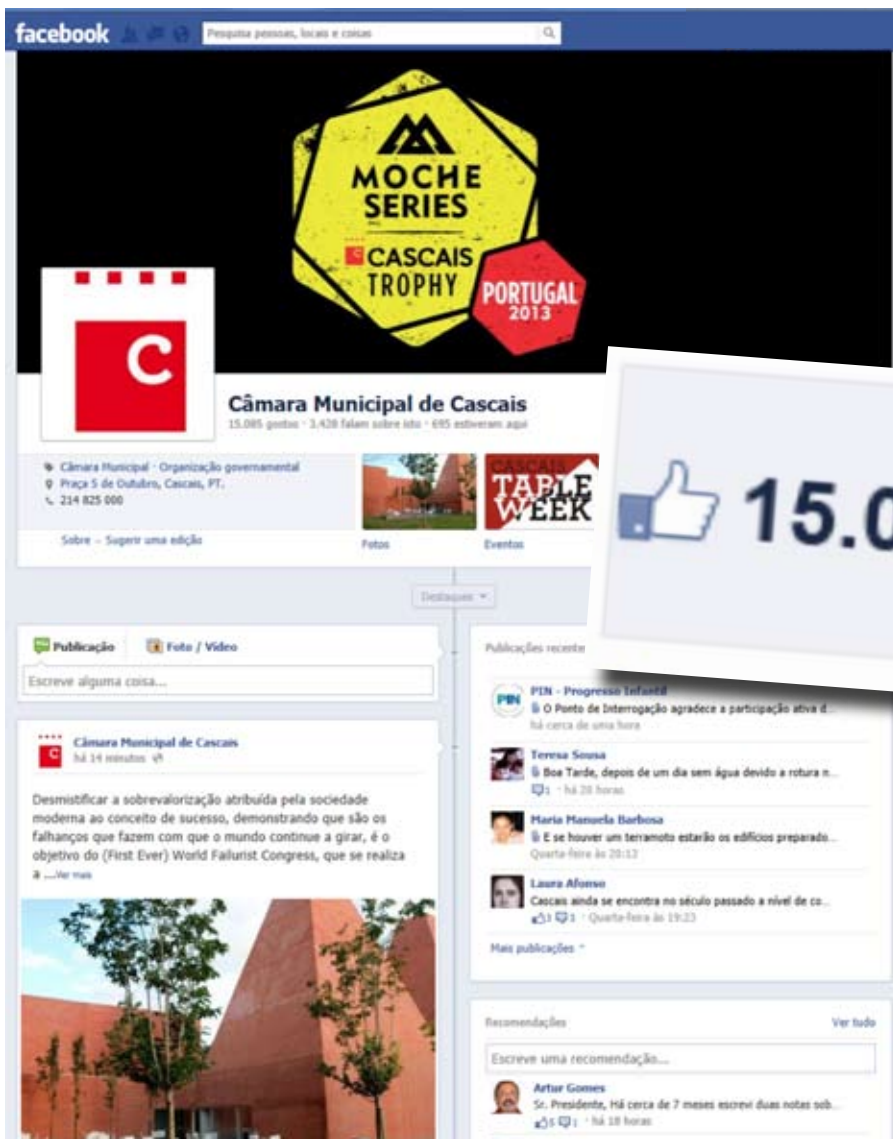 facebook
Pesquisa pessoas, locais e coisas
MOCHE
SERIES
C CASCAIS
TROPHY
PORTUGAL
2013
C
Câmara Municipal de Cascais
15.085 gostos · 3.428 falam sobre isto · 695 estiveram aqui
Câmara Municipal · Organização governamental
Praça 5 de Outubro, Cascais, PT.
214 825 000
Sobre – Sugerir uma edição
Fotos
CASCAIS
TABLE
WEEK
Eventos
15.0
Destaques
Publicação
Foto / Vídeo
Escreve alguma coisa...
C
Câmara Municipal de Cascais
há 14 minutos
Desmistificar a sobrevalorização atribuída pela sociedade
moderna ao conceito de sucesso, demonstrando que são os
falhanços que fazem com que o mundo continue a girar, é o
objetivo do (First Ever) World Failurist Congress, que se realiza
a ...Ver mais
Publicações recente
PIN
PIN - Progresso Infantil
O Ponto de Interrogação agradece a participação ativa d...
há cerca de uma hora
Teresa Sousa
Boa Tarde, depois de um dia sem água devido a rotura n...
1 · há 20 horas
Maria Manuela Barbosa
E se houver um terramoto estarão os edifícios preparado...
Quarta-feira às 20:12
Laura Afonso
Cascais ainda se encontra no século passado a nível de co...
3 1 · Quarta-feira às 19:23
Mais publicações
Recomendações
Ver tudo
Escreve uma recomendação...
Artur Gomes
Sr. Presidente, Há cerca de 7 meses escrevi duas notas sob...
5 1 · há 18 horas